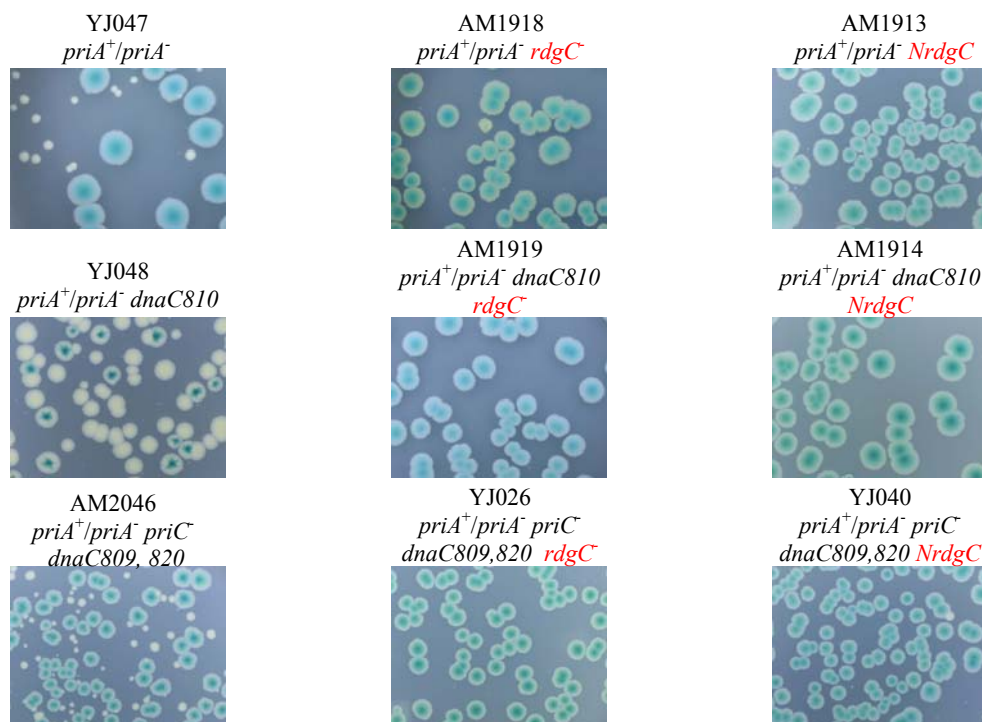 YJ047
priA⁺/priA⁻
AM1918
priA⁺/priA⁻ rdgC⁻
AM1913
priA⁺/priA⁻ NrdgC
YJ048
priA⁺/priA⁻ dnaC810
AM1919
priA⁺/priA⁻ dnaC810
rdgC⁻
AM1914
priA⁺/priA⁻ dnaC810
NrdgC
AM2046
priA⁺/priA⁻ priC⁻
dnaC809, 820
YJ026
priA⁺/priA⁻ priC⁻
dnaC809,820 rdgC⁻
YJ040
priA⁺/priA⁻ priC⁻
dnaC809,820 NrdgC